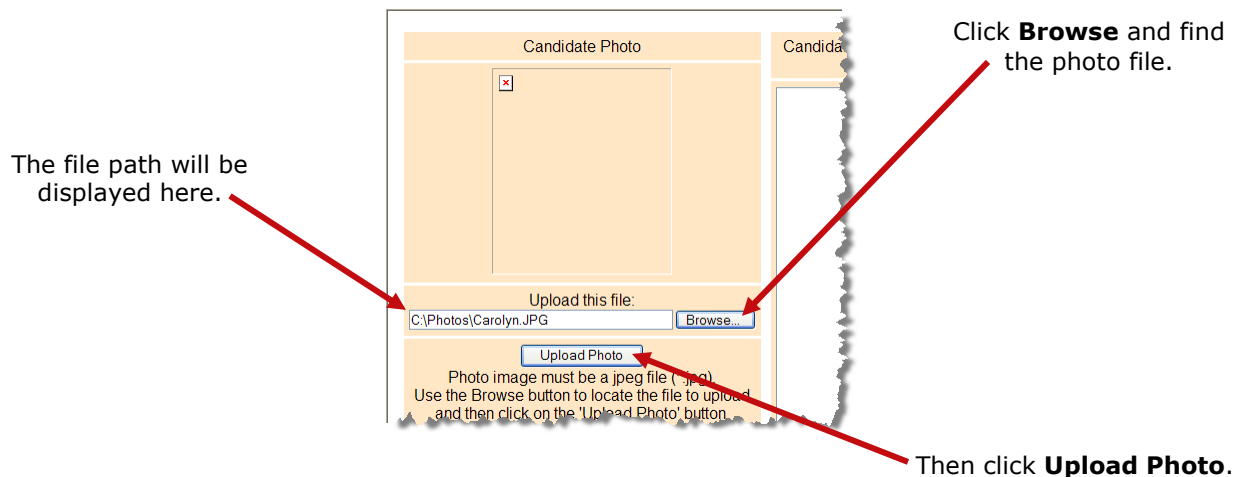 Click Browse and find
the photo file.
Candidate Photo
Candida
The file path will be
displayed here.
Upload this file:
C:\Photos\Carolyn.JPG
Browse...
Upload Photo
Photo image must be a jpeg file (*.jpg).
Use the Browse button to locate the file to upload
and then click on the 'Upload Photo' button
Then click Upload Photo.